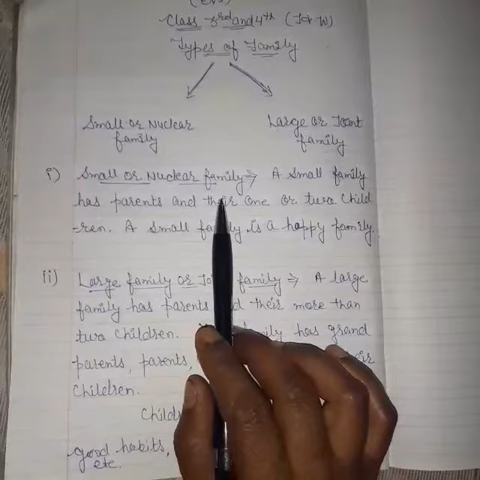 (EVS)
Class 3rd and 4th (T or W)
Types of Family
Small or Nuclear
family
Large or Joint
family
i) Small or Nuclear family ⇒ A small family
has parents and their one or two Child
-ren. A small family is a happy family.
ii) Large family or Jo family ⇒ A large
family has parents and their more than
two Children. family has grand
parents, parents,
Children.
Child
good habits,
etc.